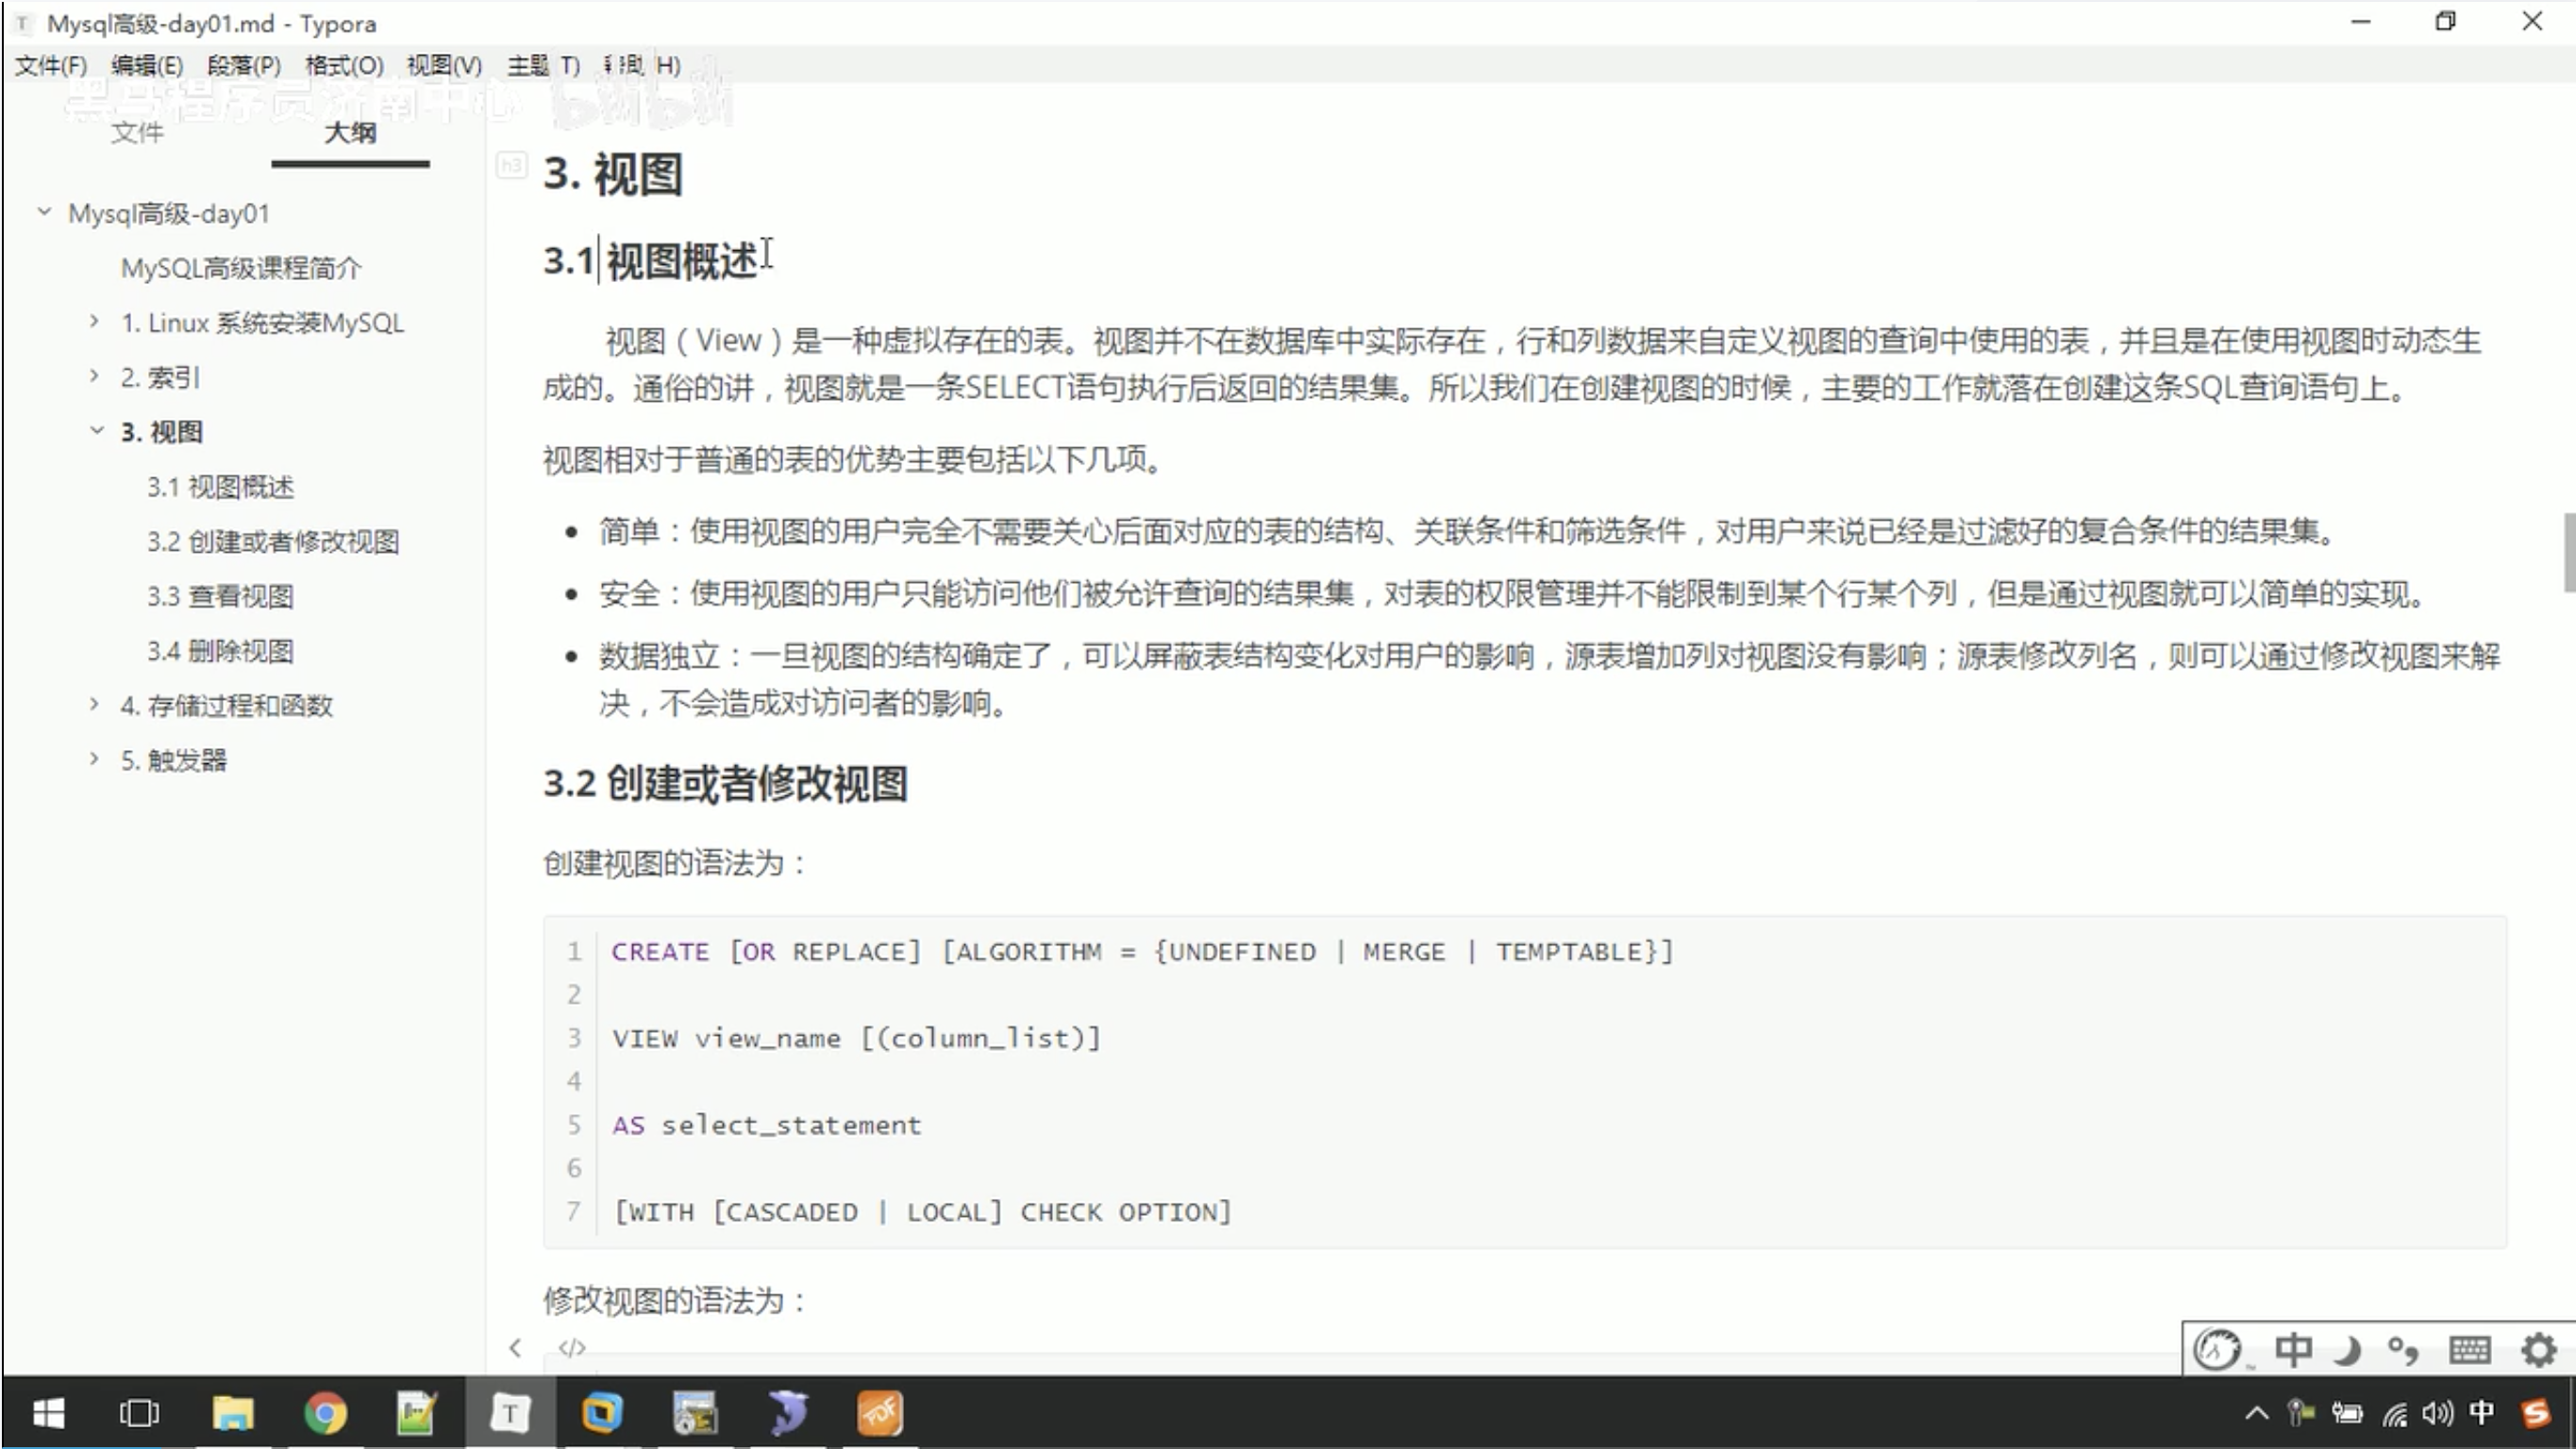 Mysql高级-day01.md - Typora
文件(F) 编辑(E) 段落(P) 格式(O) 视图(V) 主题 T) 帮助 H)
黑马程序员济南中心 bilibili
文件 大纲
Mysql高级-day01
MySQL高级课程简介
1. Linux 系统安装MySQL
2. 索引
3. 视图
3.1 视图概述
3.2 创建或者修改视图
3.3 查看视图
3.4 删除视图
4. 存储过程和函数
5. 触发器
h3
3. 视图
3.1 视图概述
视图（View）是一种虚拟存在的表。视图并不在数据库中实际存在，行和列数据来自定义视图的查询中使用的表，并且是在使用视图时动态生
成的。通俗的讲，视图就是一条SELECT语句执行后返回的结果集。所以我们在创建视图的时候，主要的工作就落在创建这条SQL查询语句上。
视图相对于普通的表的优势主要包括以下几项。
简单：使用视图的用户完全不需要关心后面对应的表的结构、关联条件和筛选条件，对用户来说已经是过滤好的复合条件的结果集。
安全：使用视图的用户只能访问他们被允许查询的结果集，对表的权限管理并不能限制到某个行某个列，但是通过视图就可以简单的实现。
数据独立：一旦视图的结构确定了，可以屏蔽表结构变化对用户的影响，源表增加列对视图没有影响；源表修改列名，则可以通过修改视图来解
决，不会造成对访问者的影响。
3.2 创建或者修改视图
创建视图的语法为：
1 CREATE [OR REPLACE] [ALGORITHM = {UNDEFINED | MERGE | TEMPTABLE}]
2
3 VIEW view_name [(column_list)]
4
5 AS select_statement
6
7 [WITH [CASCADED | LOCAL] CHECK OPTION]
修改视图的语法为：
</>
中
T
PDF
中
S